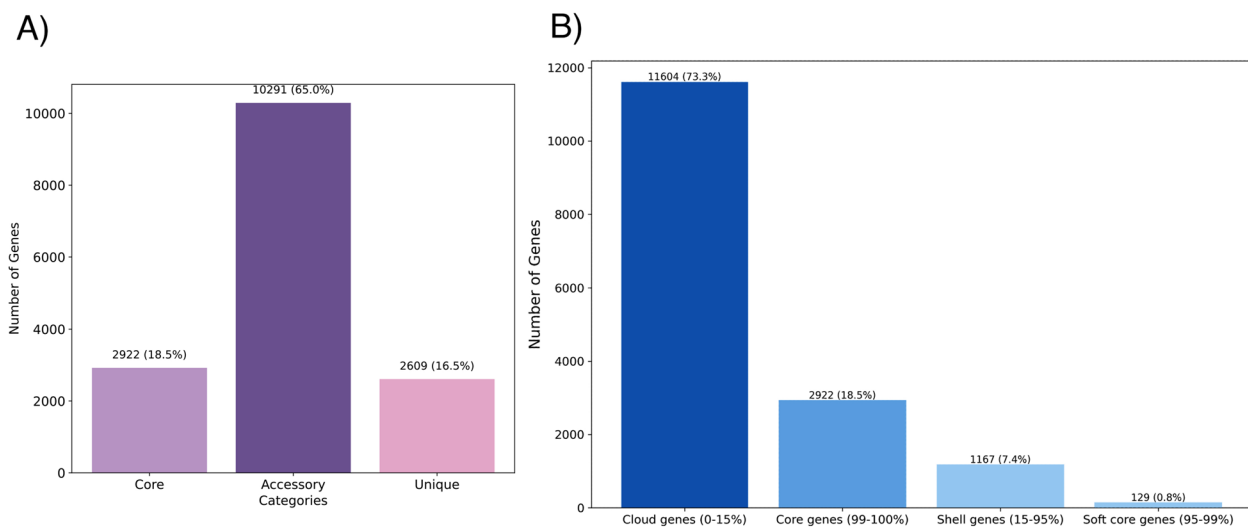 A)
Number of Genes
10000
8000
6000
4000
2000
0
2922 (18.5%)
10291 (65.0%)
2609 (16.5%)
Core
Accessory
Unique
Categories
B)
Number of Genes
12000
10000
8000
6000
4000
2000
0
11604 (73.3%)
2922 (18.5%)
1167 (7.4%)
129 (0.8%)
Cloud genes (0-15%)
Core genes (99-100%)
Shell genes (15-95%)
Soft core genes (95-99%)